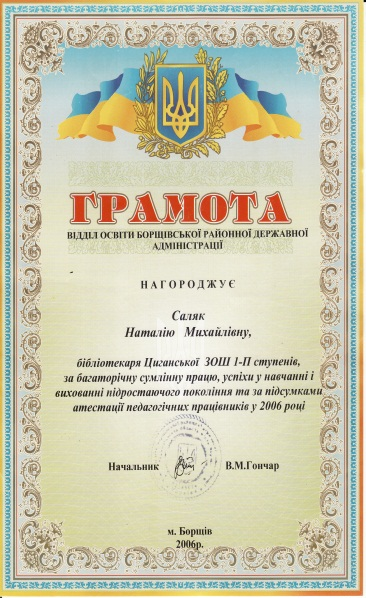 ГРАМОТА
ВІДДІЛ ОСВІТИ БОРЩІВСЬКОЇ РАЙОННОЇ ДЕРЖАВНОЇ
АДМІНІСТРАЦІЇ
НАГОРОДЖУЄ
Саляк
Наталію Михайлівну,
бібліотекаря Циганської ЗОШ 1-П ступенів,
за багаторічну сумлінну працю, успіхи у навчанні і
вихованні підростаючого покоління та за підсумками
атестації педагогічних працівників у 2006 році
Начальник В.М.Гончар
м. Борщів
2006р.